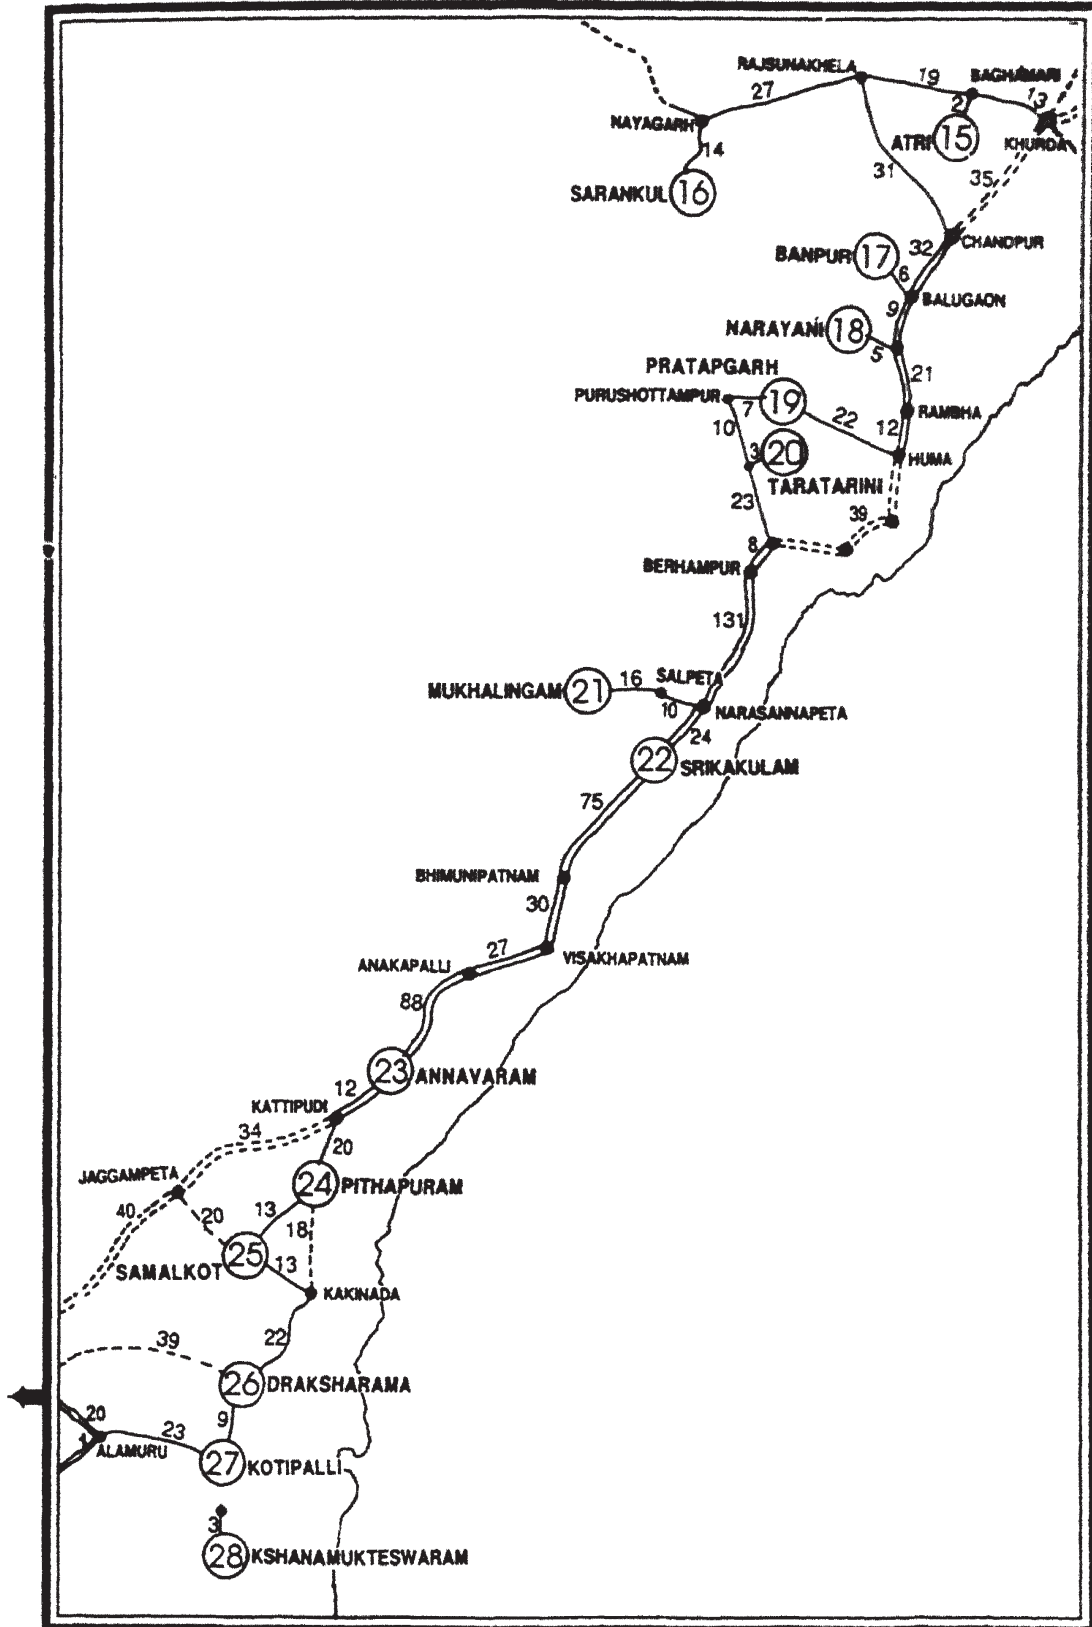 RAJSUNAKHELA
19
BAGHAMARI
27
2
13
NAYAGARH
ATRI
15
KHURDA
14
31
35
SARANKUL
16
CHANDPUR
32
BANPUR
17
6
BALUGAON
9
NARAYANI
18
5
21
PRATAPGARH
PURUSHOTTAMPUR
7
19
22
12
RAMBHA
10
3
20
HUMA
TARATARINI
23
39
8
BERHAMPUR
131
MUKHALINGAM
21
16
SALPETA
10
NARASANNAPETA
24
22
SRIKAKULAM
75
BHIMUNIPATNAM
30
27
ANAKAPALLI
VISAKHAPATNAM
88
23
ANNAVARAM
12
KATTIPUDI
34
20
JAGGAMPETA
24
PITHAPURAM
40
20
13
18
25
SAMALKOT
13
KAKINADA
22
39
26
DRAKSHARAMA
20
9
23
1
ALAMURU
27
KOTIPALLI
3
28
KSHANAMUKTESWARAM